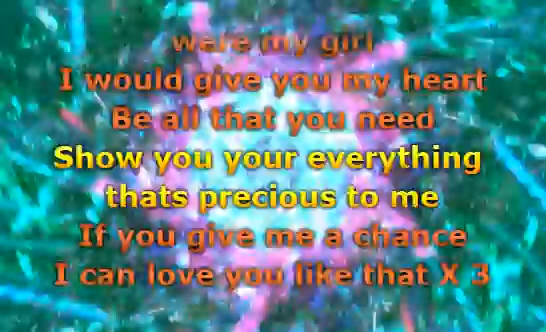 were my girl
I would give you my heart
Be all that you need
Show you your everything
thats precious to me
If you give me a chance
I can love you like that X 3